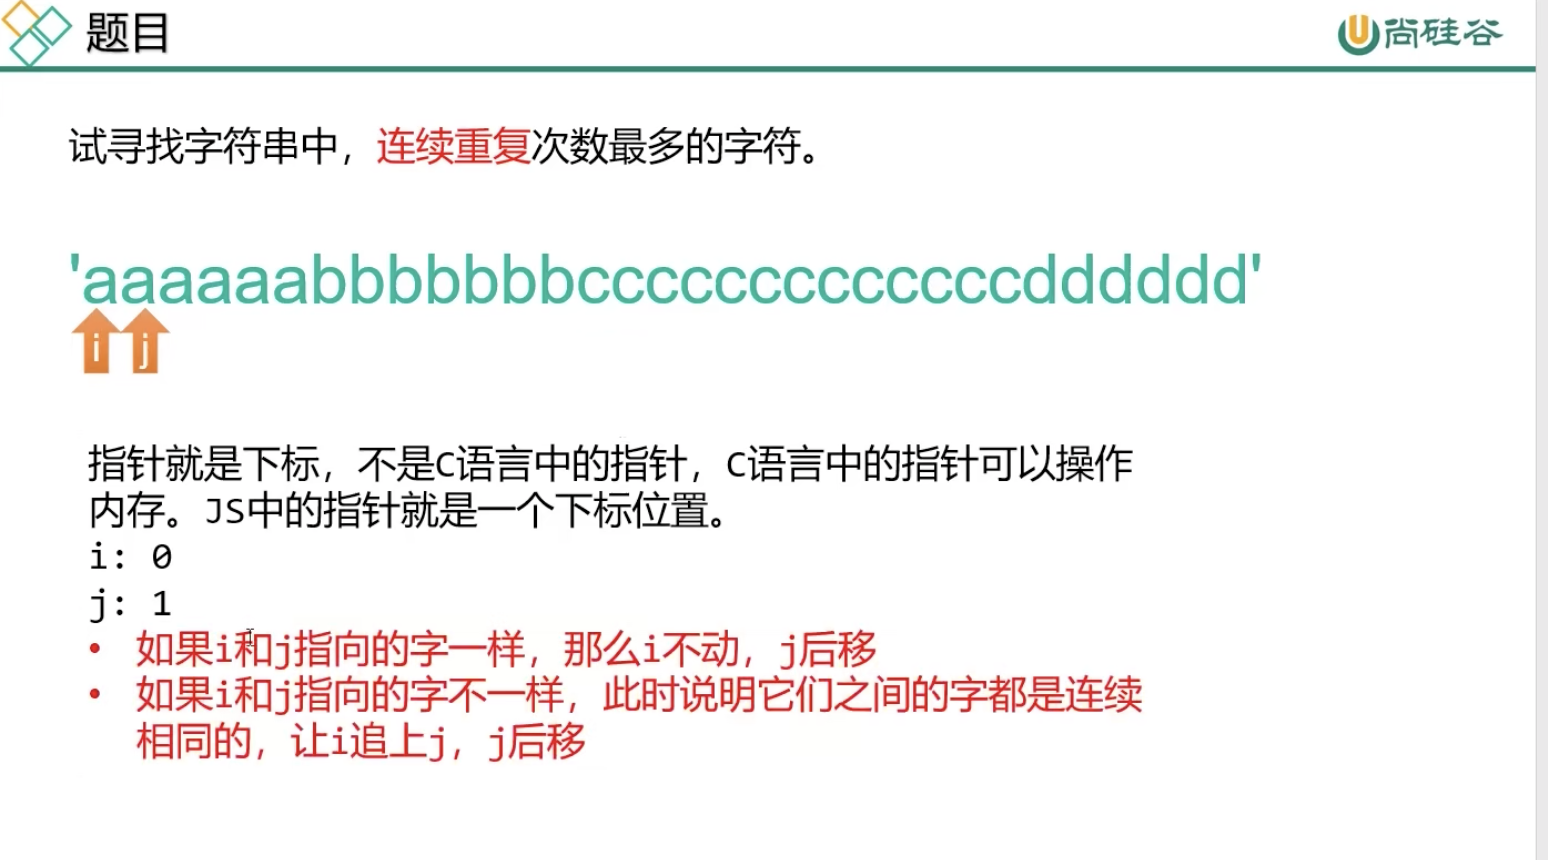 题目
尚硅谷
试寻找字符串中，连续重复次数最多的字符。
'aaaaaabbbbbbbcccccccccccccdddddd'
i j
指针就是下标，不是C语言中的指针，C语言中的指针可以操作
内存。JS中的指针就是一个下标位置。
i: 0
j: 1
• 如果i和j指向的字一样，那么i不动，j后移
• 如果i和j指向的字不一样，此时说明它们之间的字都是连续
相同的，让i追上j，j后移